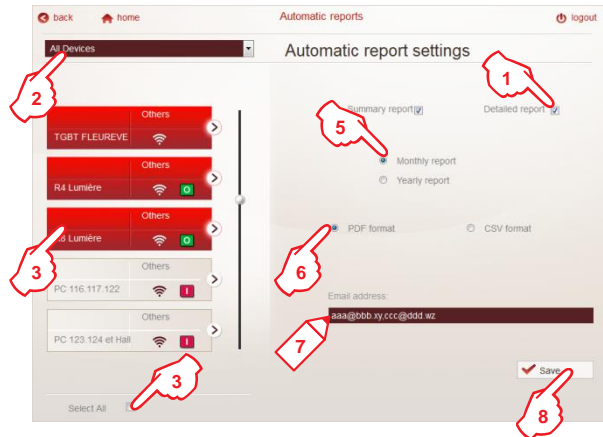 back home Automatic reports logout
All Devices
Automatic report settings
1
2
Summary report Detailed report
5
Others
TGBT FLEUREVE
Monthly report
Yearly report
Others
R4 Lumière O
Others
Lumière O
PDF format CSV format
3
6
Others
PC 116.117.122 I
Email address:
aaa@bbb.xy,ccc@ddd.wz
7
Others
PC 123.124 et Hall I
3
Save
8
Select All